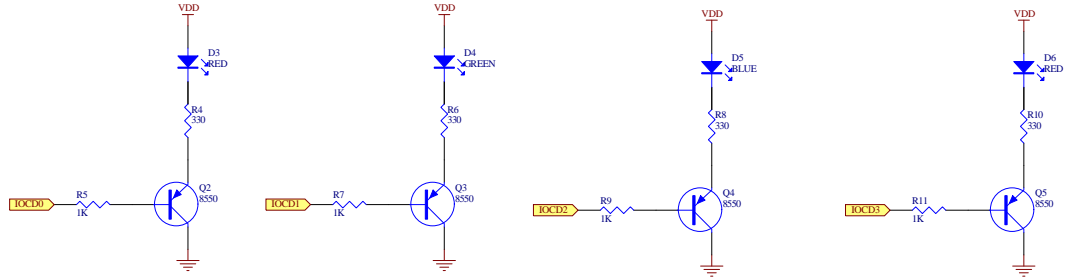 VDD
D3
RED
R4
330
Q2
8550
IOCD0
R5
1K
VDD
D4
GREEN
R6
330
Q3
8550
IOCD1
R7
1K
VDD
D5
BLUE
R8
330
Q4
8550
IOCD2
R9
1K
VDD
D6
RED
R10
330
Q5
8550
IOCD3
R11
1K